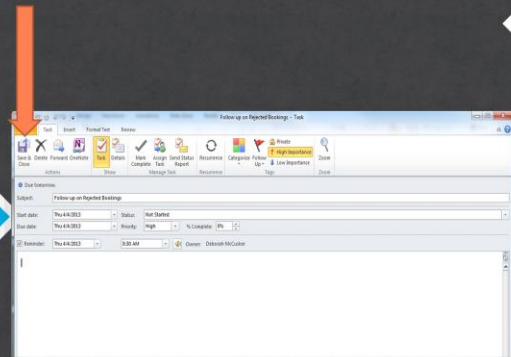 Follow up on Rejected Bookings - Task
Task Insert Format Text Review
Save & Close Delete Forward OneNote Task Details Mark Complete Assign Task Send Status Report Recurrence Categorize Follow Up Private High Importance Low Importance Zoom
Actions Show Manage Task Recurrence Tags Zoom
Due tomorrow.
Subject: Follow up on Rejected Bookings
Start date: Thu 4/4/2013 Status: Not Started
Due date: Thu 4/4/2013 Priority: High % Complete: 0%
Reminder: Thu 4/4/2013 Owner: Deborah McCusker